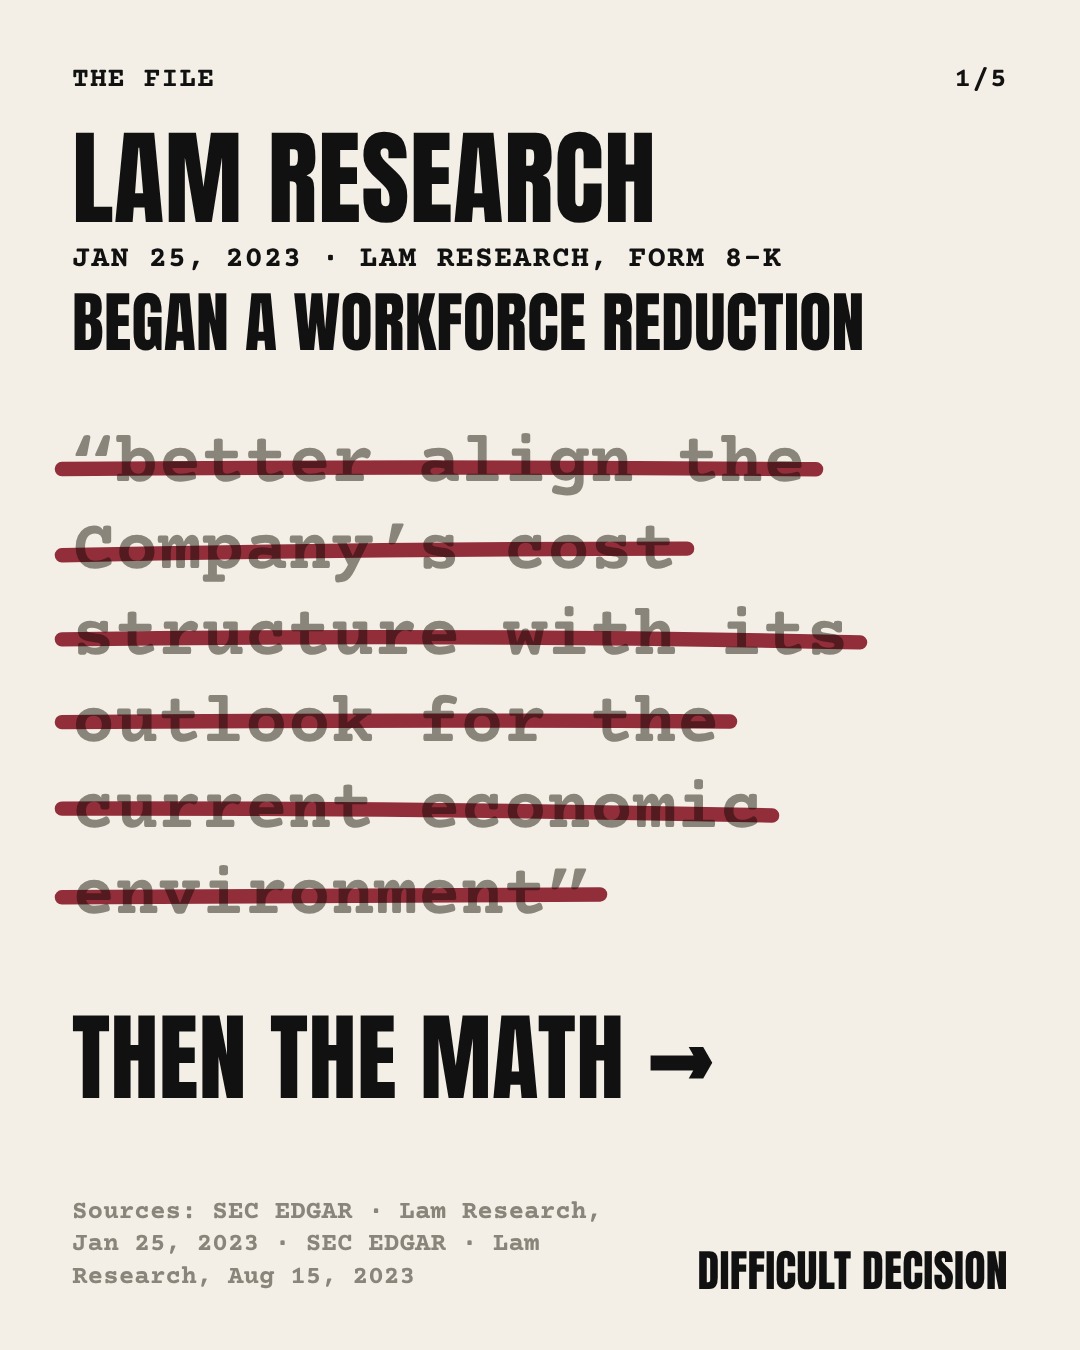 THE FILE
1/5
LAM RESEARCH
JAN 25, 2023 · LAM RESEARCH, FORM 8-K
BEGAN A WORKFORCE REDUCTION
“better align the
Company’s cost
structure with its
outlook for the
current economic
environment”
THEN THE MATH →
Sources: SEC EDGAR · Lam Research,
Jan 25, 2023 · SEC EDGAR · Lam
Research, Aug 15, 2023
DIFFICULT DECISION